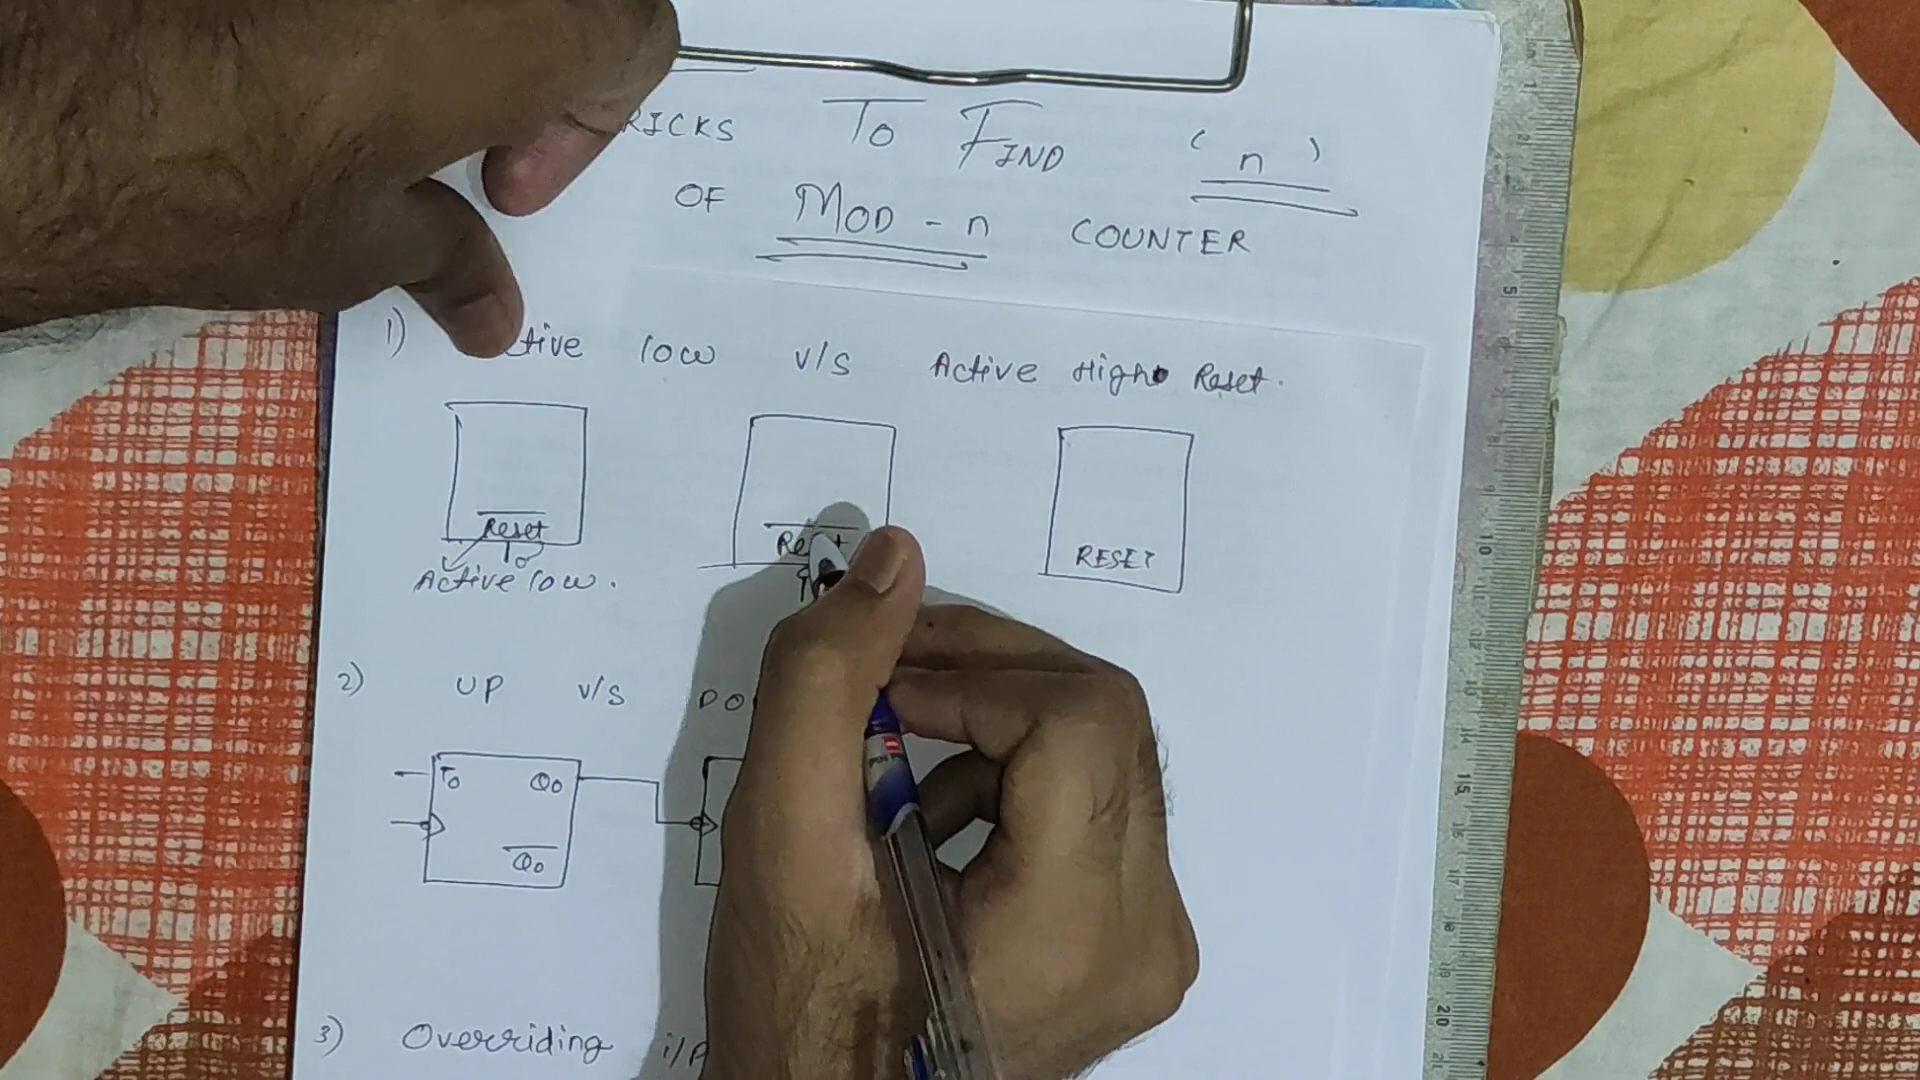 RICKS TO FIND 'n'
OF MOD - n COUNTER
1) Active low v/s Active High Reset.
Reset Reset RESET
Active low.
2) UP v/s
T0 Q0
Q0
3) Overriding i/P